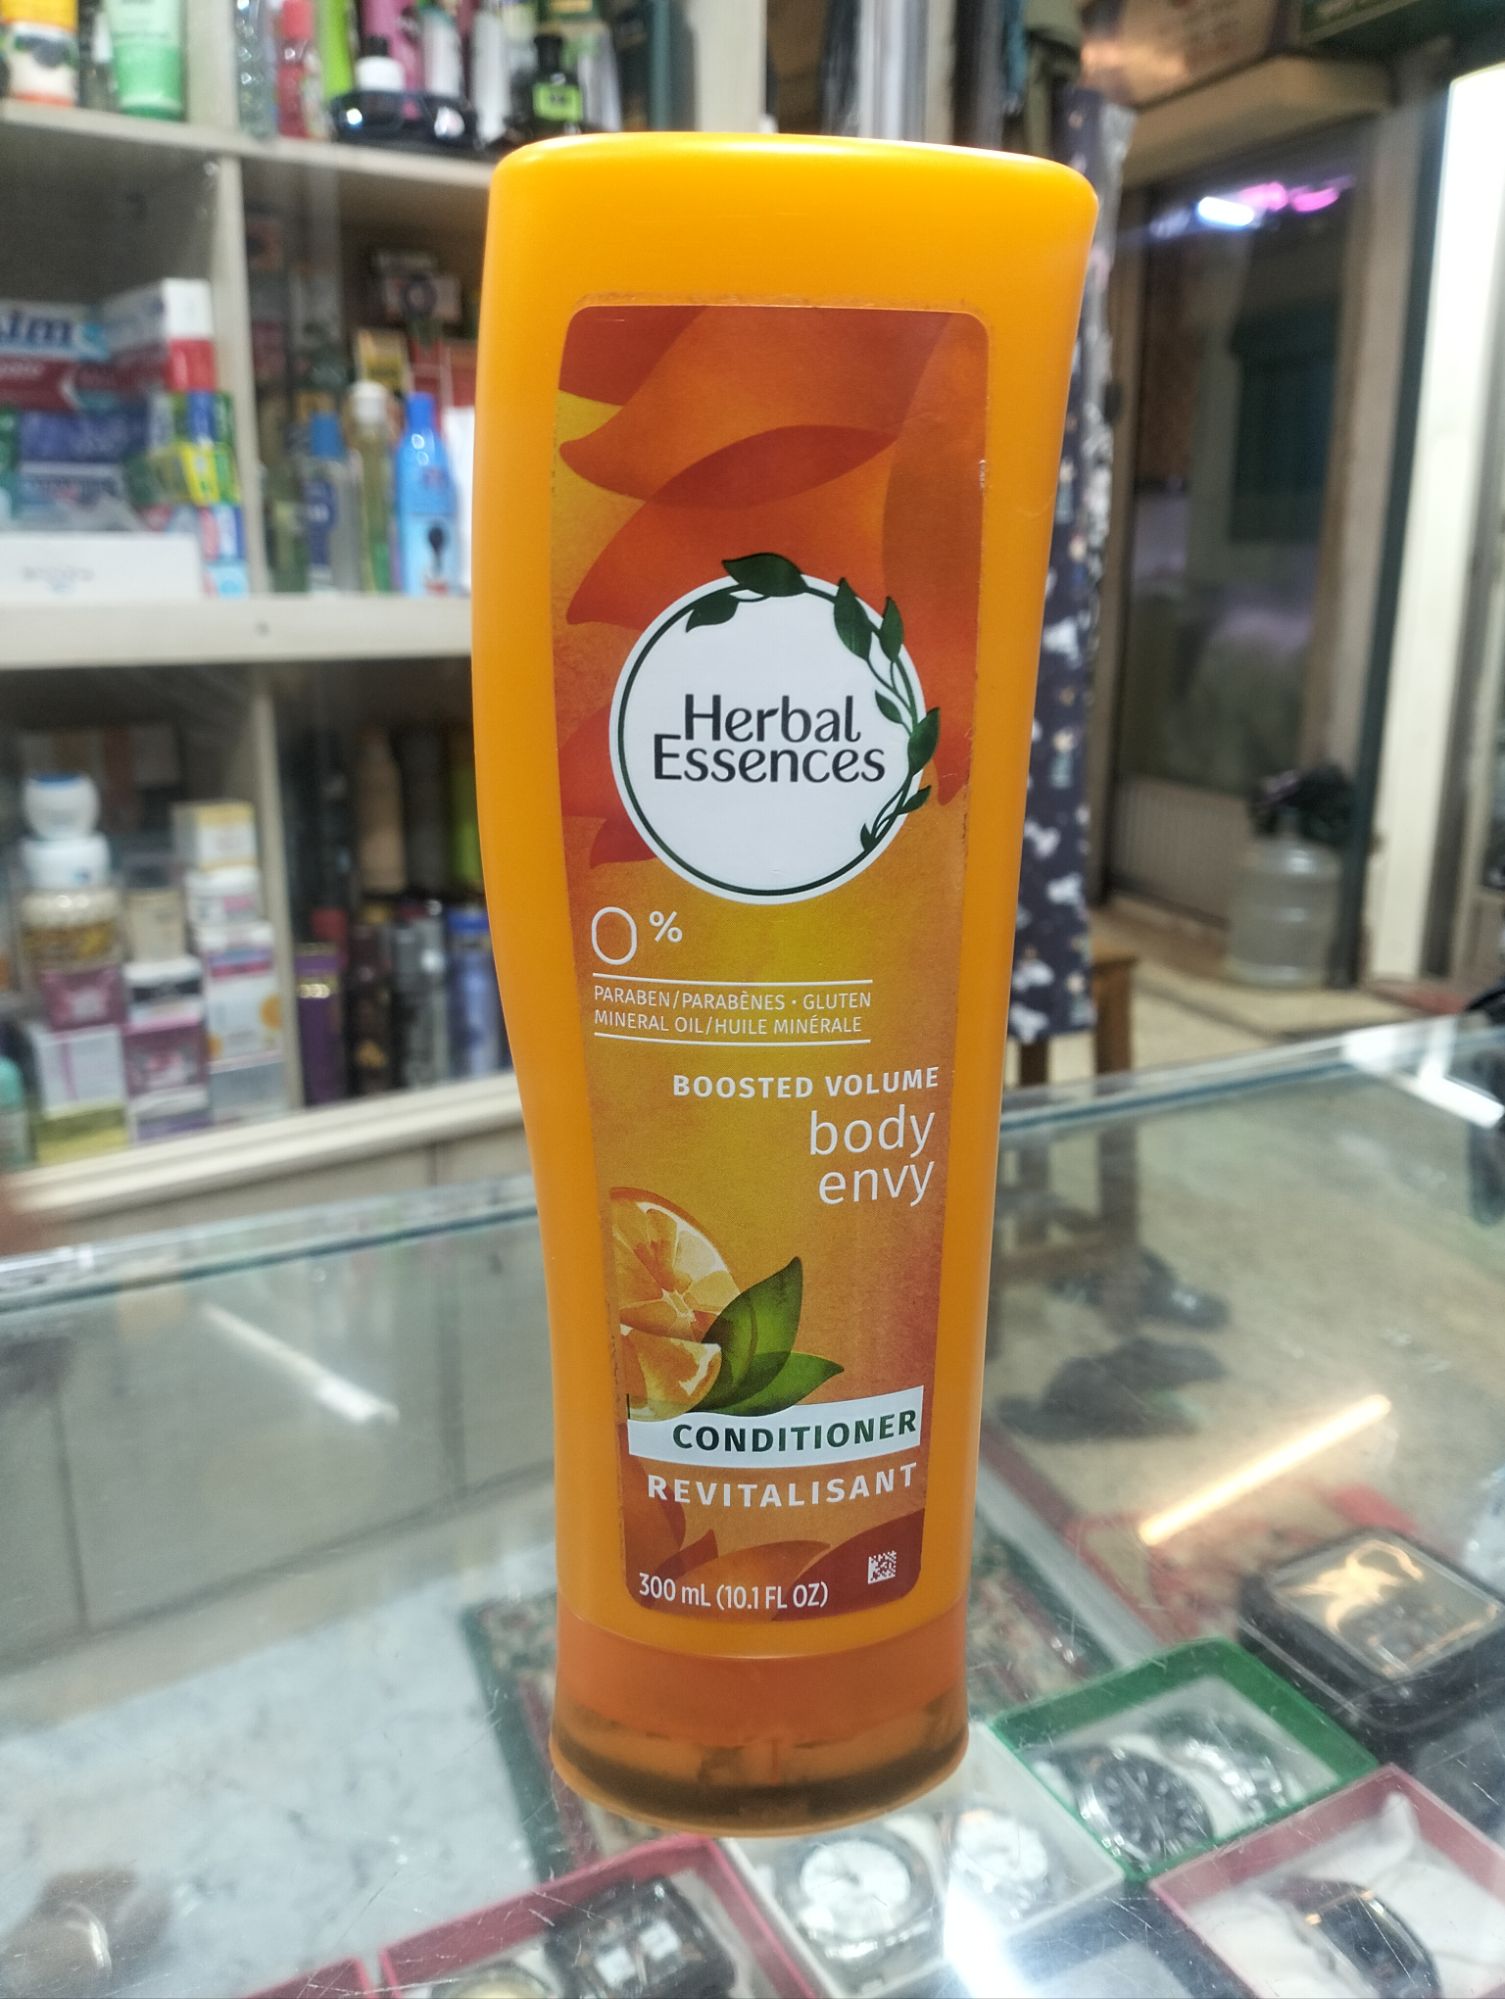 Herbal
Essences
0%
PARABEN/PARABÈNES · GLUTEN
MINERAL OIL/HUILE MINÉRALE
BOOSTED VOLUME
body
envy
CONDITIONER
REVITALISANT
300 mL (10.1 FL OZ)